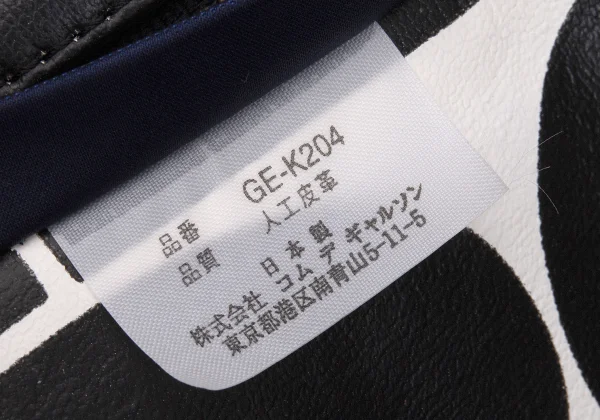 品番 GE-K204
品質 人工皮革
日本製
株式会社 コム デ ギャルソン
東京都港区南青山5-11-5